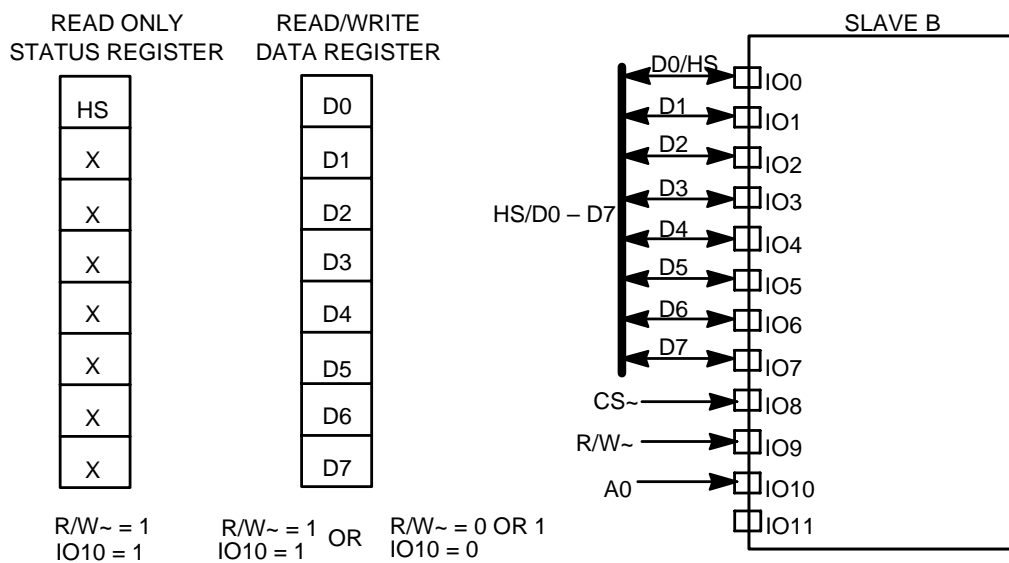 READ ONLY
STATUS REGISTER
HS
X
X
X
X
X
X
X
R/W~ = 1
IO10 = 1
READ/WRITE
DATA REGISTER
D0
D1
D2
D3
D4
D5
D6
D7
R/W~ = 1
IO10 = 1
OR
R/W~ = 0 OR 1
IO10 = 0
SLAVE B
HS/D0 – D7
D0/HS IO0
D1 IO1
D2 IO2
D3 IO3
D4 IO4
D5 IO5
D6 IO6
D7 IO7
CS~ IO8
R/W~ IO9
A0 IO10
IO11